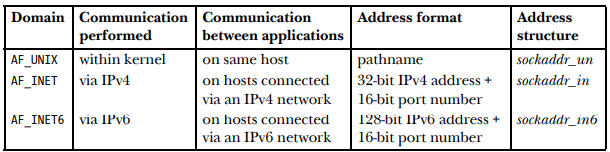 Domain Communication performed Communication between applications Address format Address structure
AF_UNIX within kernel on same host pathname sockaddr_un
AF_INET via IPv4 on hosts connected 32-bit IPv4 address + sockaddr_in
via an IPv4 network 16-bit port number
AF_INET6 via IPv6 on hosts connected 128-bit IPv6 address + sockaddr_in6
via an IPv6 network 16-bit port number